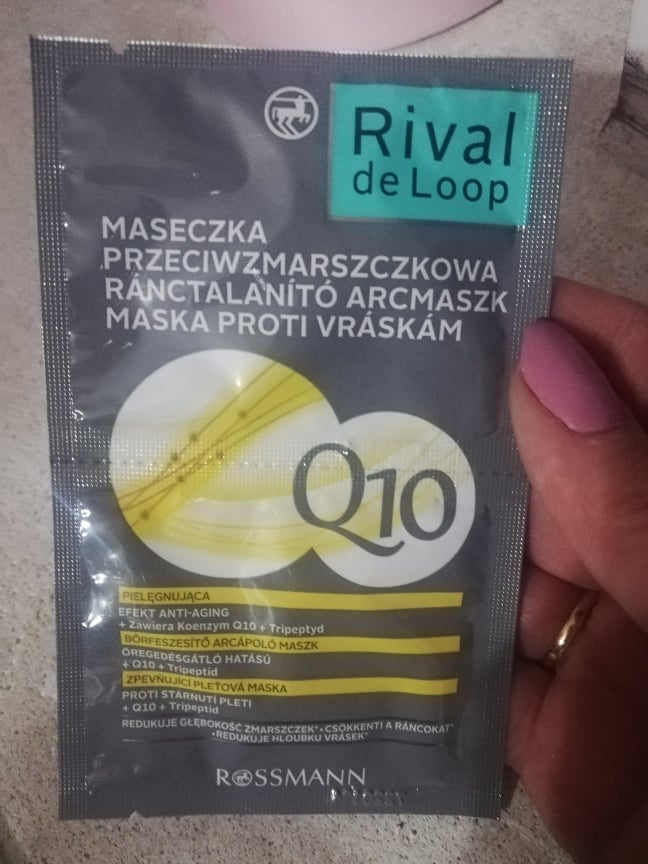 Rival
de Loop
MASECZKA
PRZECIWZMARSZCZKOWA
RÁNCTALANÍTÓ ARCMASZK
MASKA PROTI VRÁSKÁM
Q10
PIELĘGNUJĄCA
EFEKT ANTI-AGING
+ Zawiera Koenzym Q10 + Tripeptyd
BŐRFESZESÍTŐ ARCÁPOLÓ MASZK
ÖREGEDÉSGÁTLÓ HATÁSÚ
+ Q10 + Tripeptid
ZPEVŇUJÍCÍ PLEŤOVÁ MASKA
PROTI STÁRNUTÍ PLETI
+ Q10 + Tripeptid
REDUKUJE GŁĘBOKOŚĆ ZMARSZCZEK* • CSÖKKENTI A RÁNCOKAT*
• REDUKUJE HLOUBKU VRÁSEK*
ROSSMANN